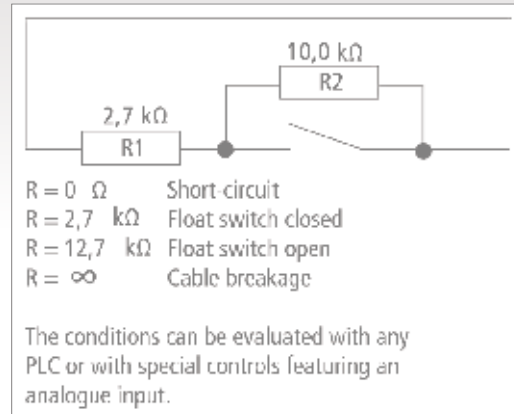 10,0 kΩ
R2
2,7 kΩ
R1
R = 0 Ω Short-circuit
R = 2,7 kΩ Float switch closed
R = 12,7 kΩ Float switch open
R = ∞ Cable breakage
The conditions can be evaluated with any
PLC or with special controls featuring an
analogue input.